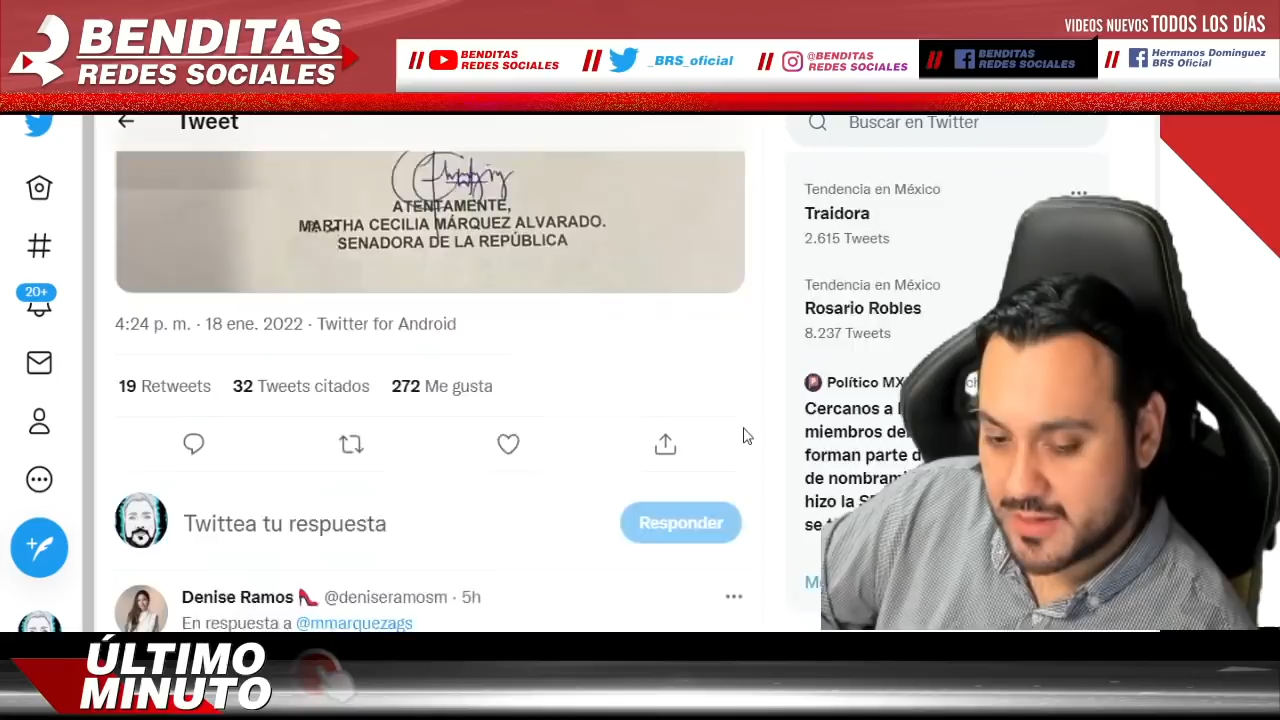 BENDITAS
REDES SOCIALES
VIDEOS NUEVOS TODOS LOS DÍAS
BENDITAS
REDES SOCIALES
_BRS_oficial
@BENDITAS
REDES SOCIALES
BENDITAS
REDES SOCIALES
Hermanos Dominguez
BRS Oficial
Tweet
Buscar en Twitter
ATENTAMENTE,
MARTHA CECILIA MÁRQUEZ ALVARADO.
SENADORA DE LA REPÚBLICA
4:24 p. m. · 18 ene. 2022 · Twitter for Android
19 Retweets 32 Tweets citados 272 Me gusta
20+
Twittea tu respuesta
Responder
Denise Ramos @deniseramosm · 5h
En respuesta a @mmarquezags
Tendencia en México
Traidora
2.615 Tweets
Tendencia en México
Rosario Robles
8.237 Tweets
Político MX
Cercanos a
miembros de
forman parte
de
hizo la
se
ÚLTIMO
MINUTO